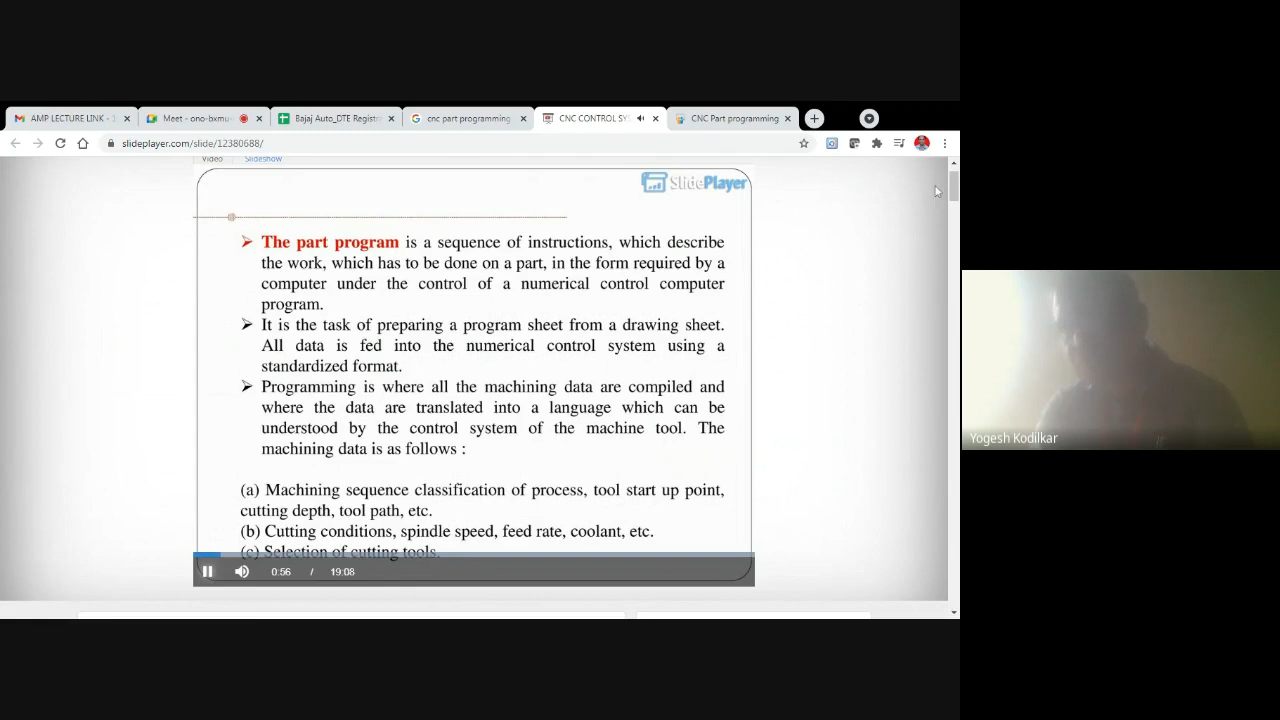 AMP LECTURE LINK - 1
Meet - ono-bxmu-
Bajaj Auto_DTE Registra
cnc part programming
CNC CONTROL SYS
CNC Part programming
slideplayer.com/slide/12380688/
Video Slideshow
SlidePlayer
The part program is a sequence of instructions, which describe
the work, which has to be done on a part, in the form required by a
computer under the control of a numerical control computer
program.
It is the task of preparing a program sheet from a drawing sheet.
All data is fed into the numerical control system using a
standardized format.
Programming is where all the machining data are compiled and
where the data are translated into a language which can be
understood by the control system of the machine tool. The
machining data is as follows :
(a) Machining sequence classification of process, tool start up point,
cutting depth, tool path, etc.
(b) Cutting conditions, spindle speed, feed rate, coolant, etc.
(c) Selection of cutting tools.
0:56 / 19:08
Yogesh Kodilkar